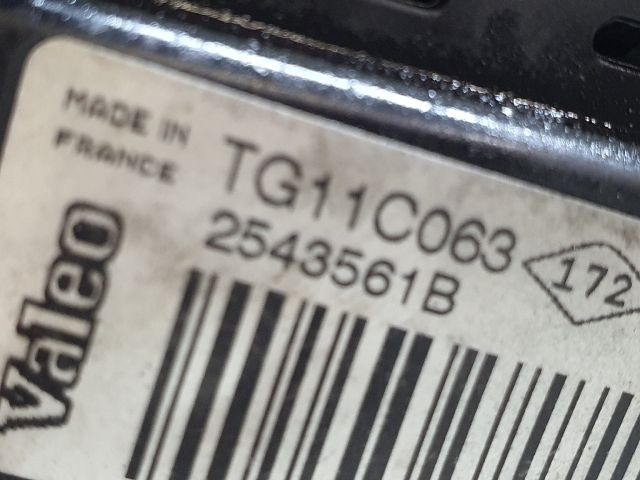 MADE IN
FRANCE
TG11C063
2543561B
172
Valeo